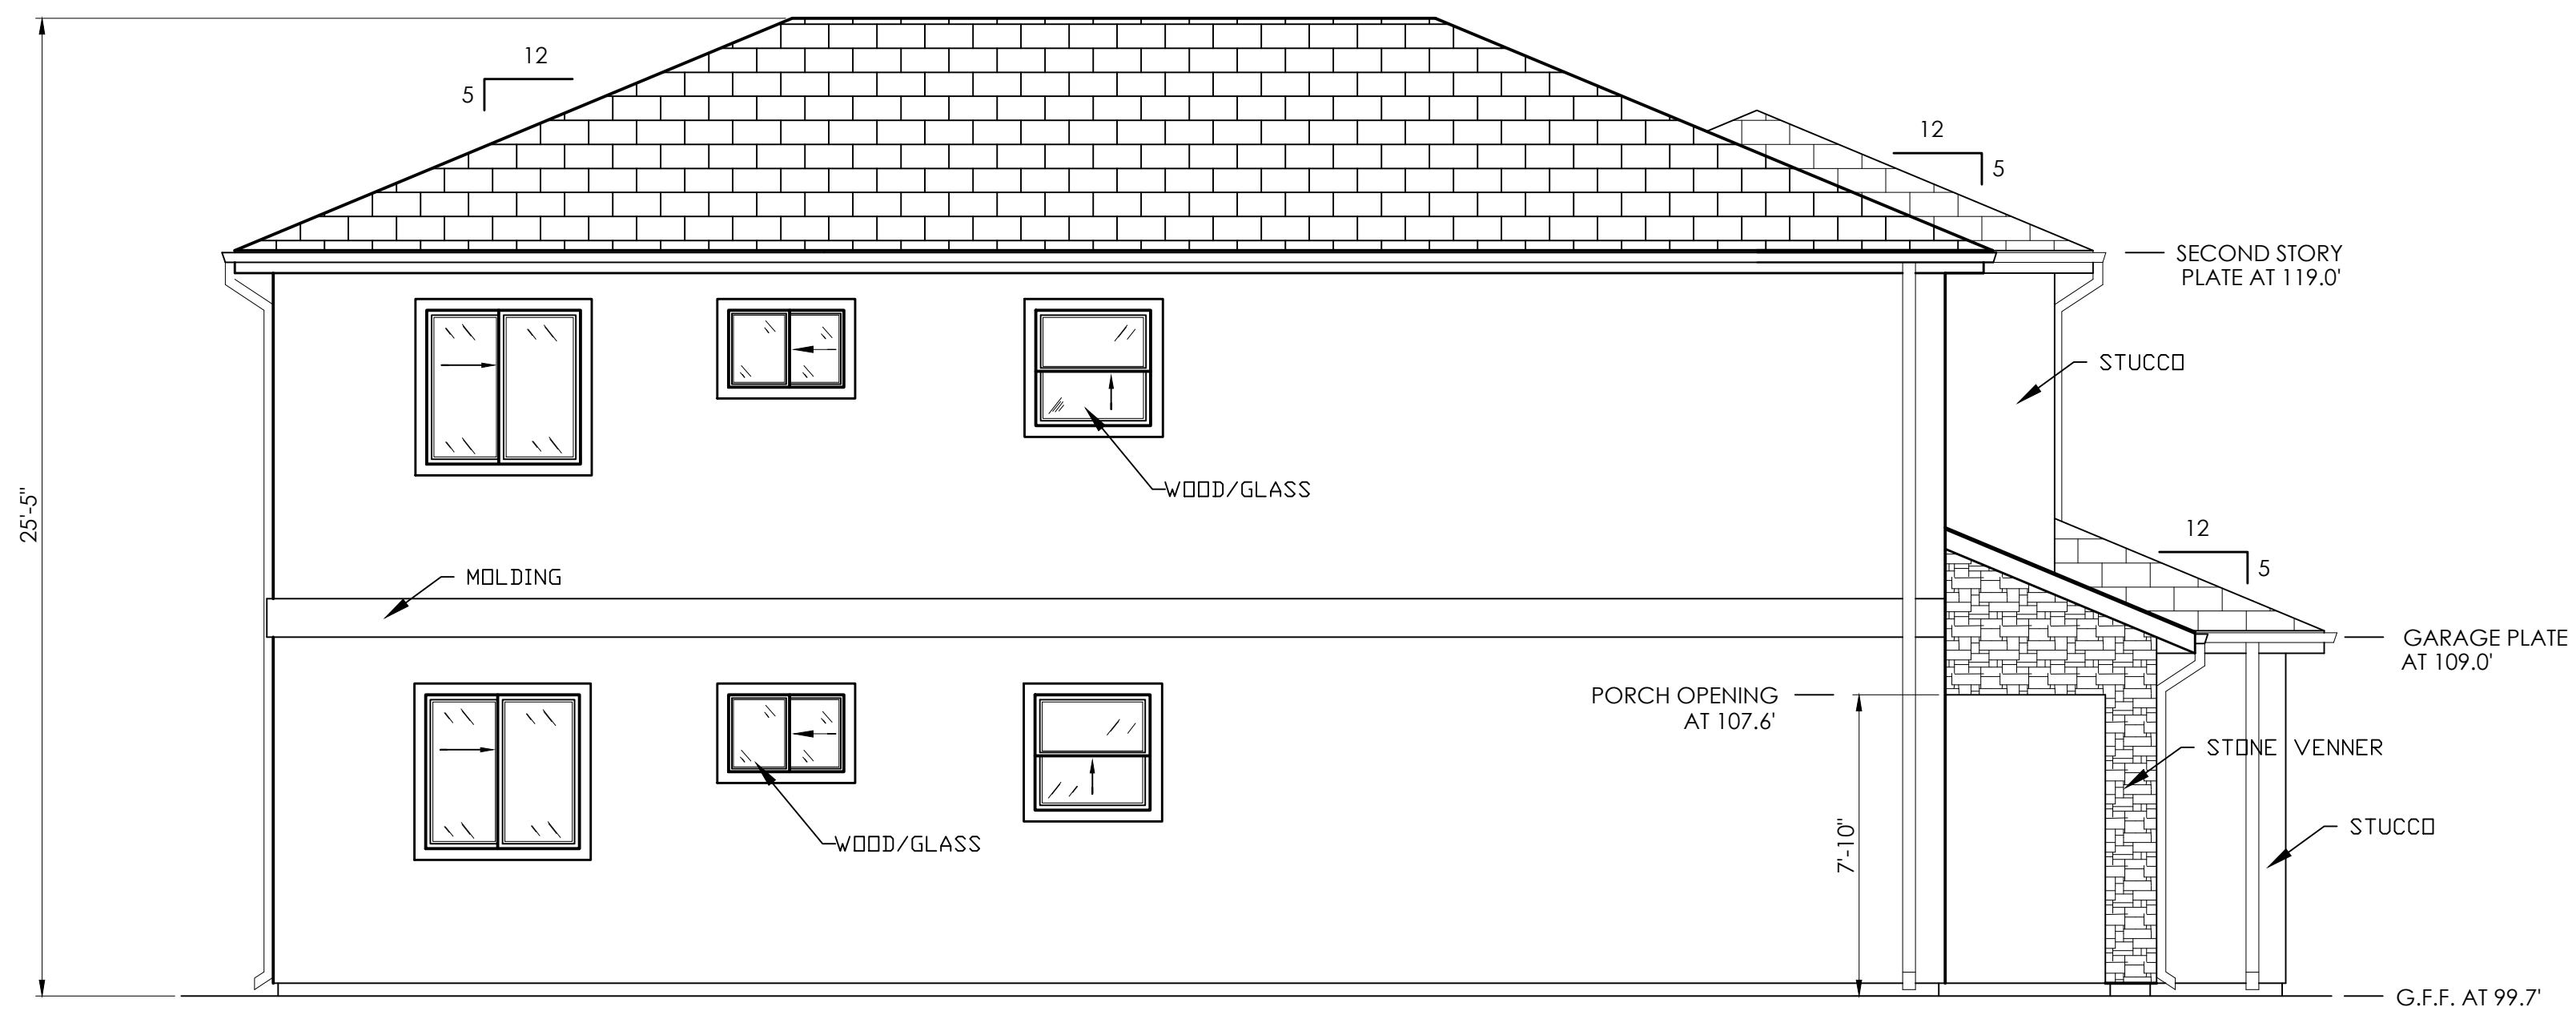 12
5
12
5
SECOND STORY
PLATE AT 119.0'
STUCCO
WOOD/GLASS
25'-5"
12
5
MOLDING
GARAGE PLATE
AT 109.0'
PORCH OPENING
AT 107.6'
STONE VENNER
STUCCO
7'-10"
WOOD/GLASS
G.F.F. AT 99.7'